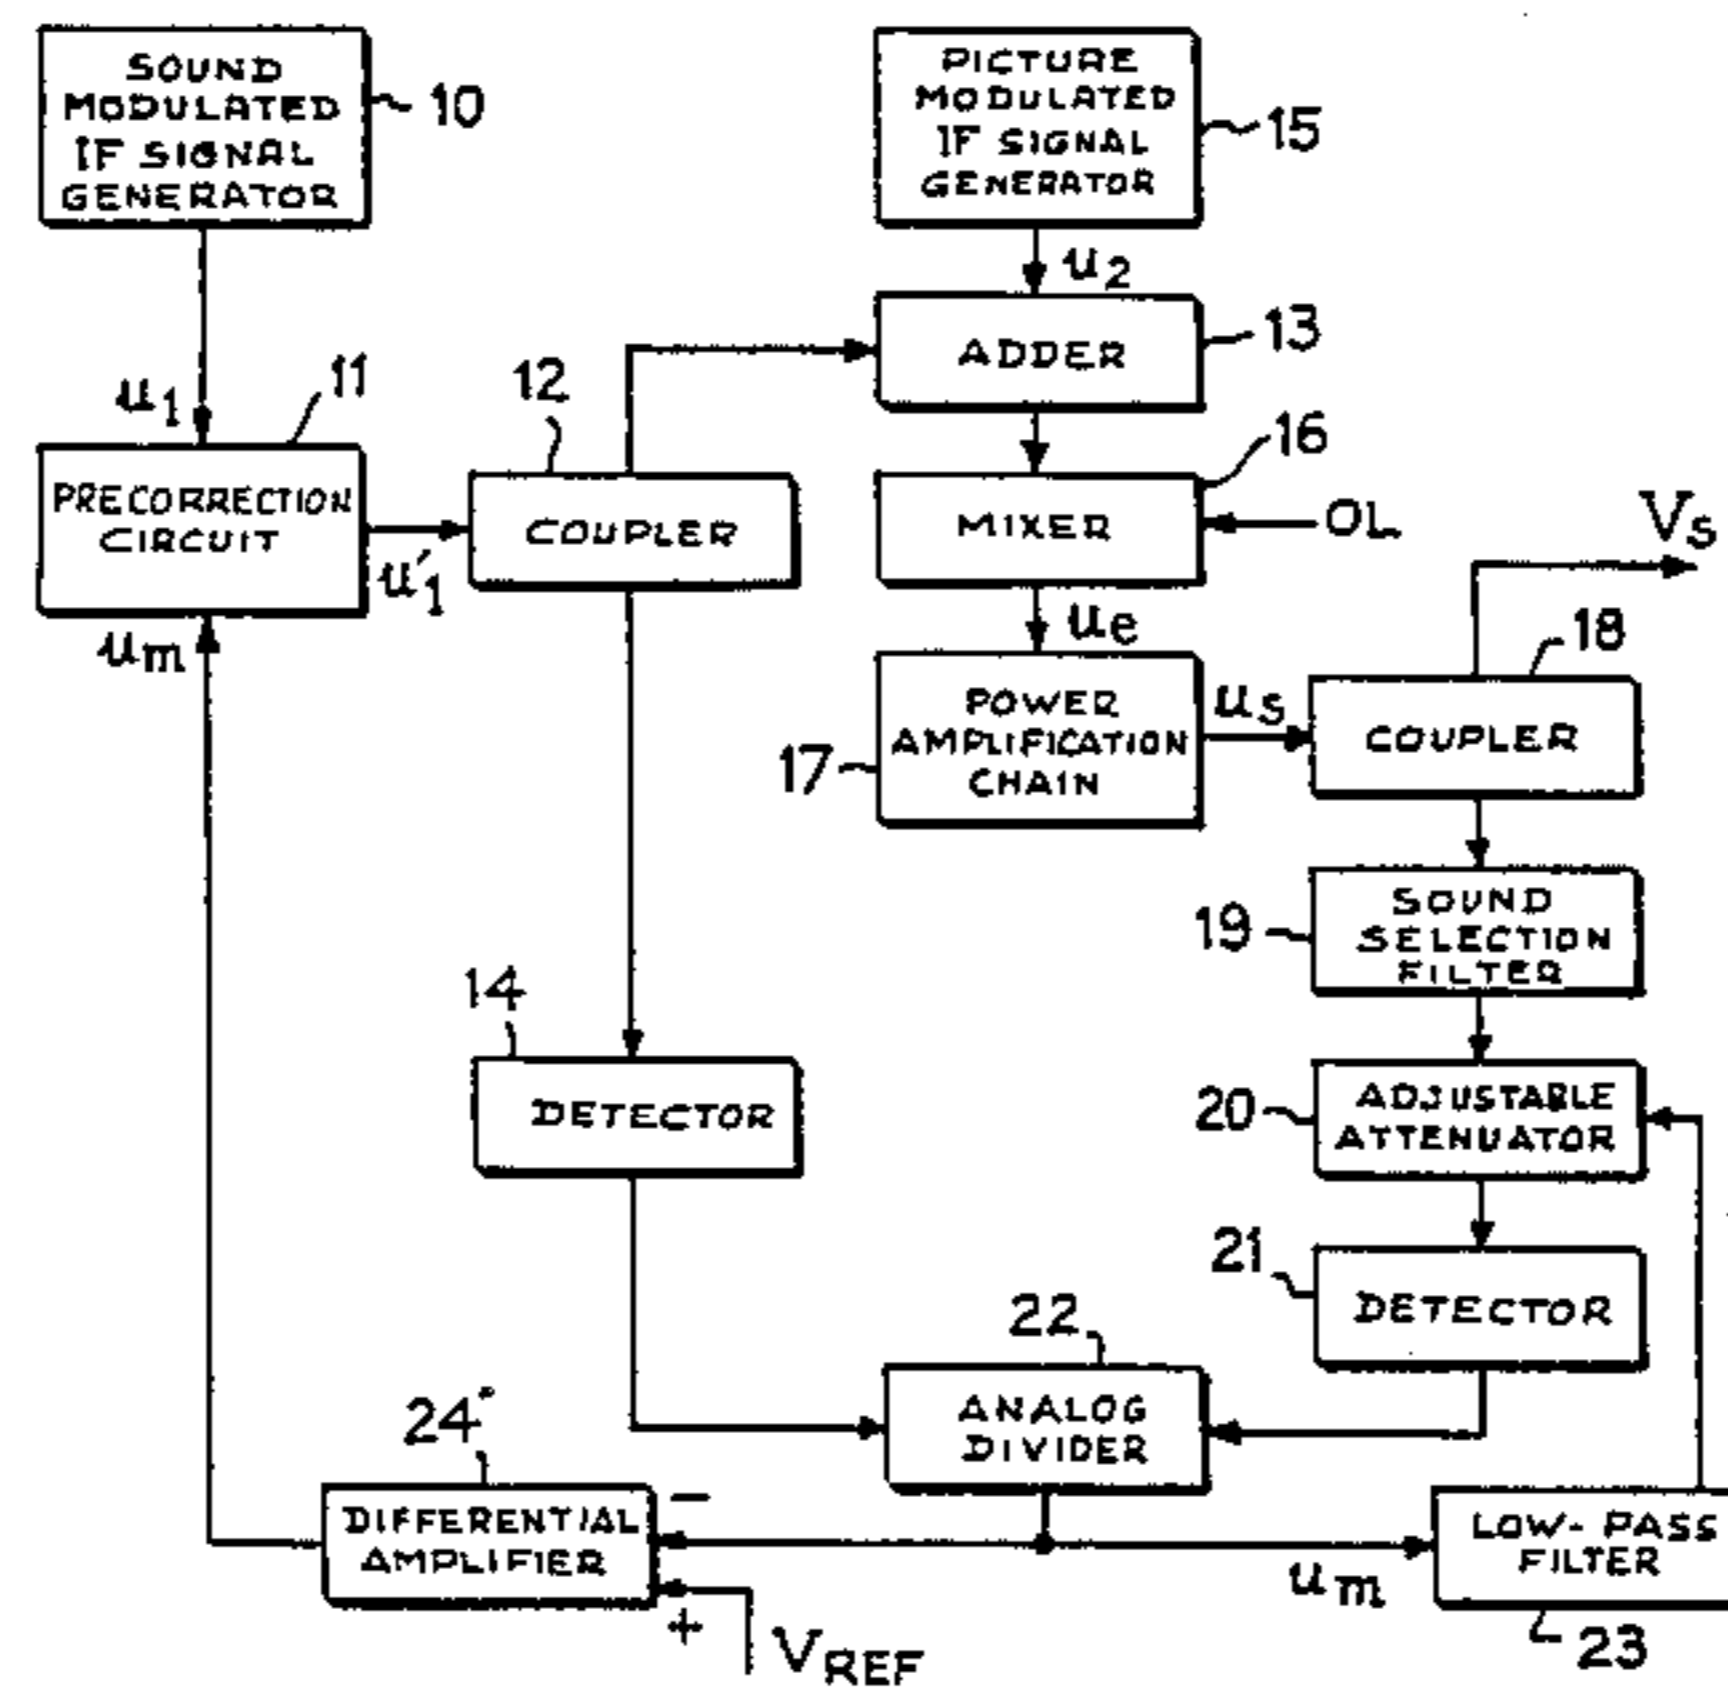 SOUND
MODULATED
IF SIGNAL
GENERATOR
10
PICTURE
MODULATED
IF SIGNAL
GENERATOR
15
u2
ADDER
13
u1
11
12
16
PRECORRECTION
CIRCUIT
u'1
COUPLER
MIXER
OL
VS
um
ue
18
POWER
AMPLIFICATION
CHAIN
17
us
COUPLER
19
SOUND
SELECTION
FILTER
14
DETECTOR
20
ADJUSTABLE
ATTENUATOR
21
DETECTOR
22
ANALOG
DIVIDER
24
DIFFERENTIAL
AMPLIFIER
−
+
VREF
um
LOW-PASS
FILTER
23